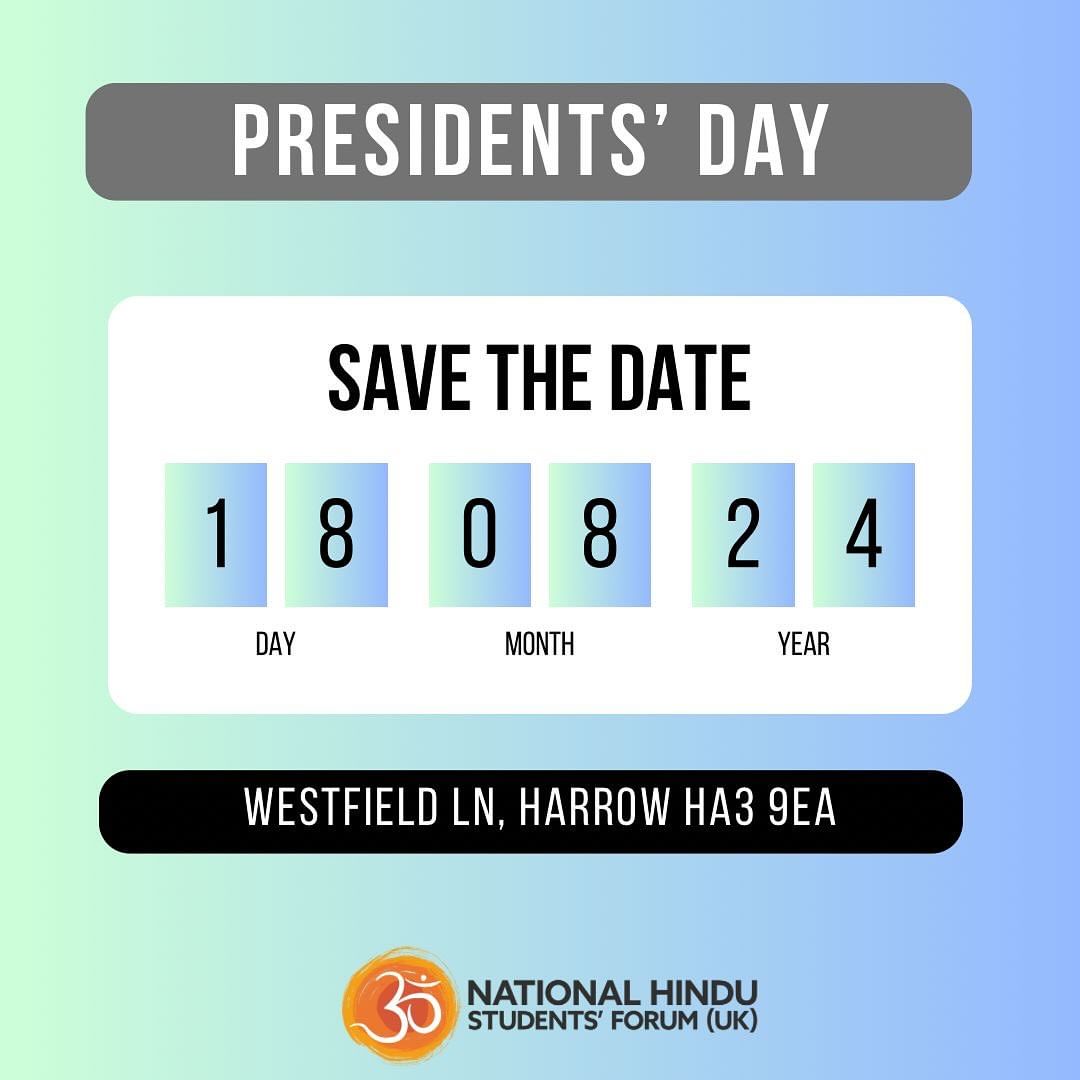 PRESIDENTS’ DAY
SAVE THE DATE
1 8 0 8 2 4
DAY MONTH YEAR
WESTFIELD LN, HARROW HA3 9EA
ॐ
NATIONAL HINDU
STUDENTS’ FORUM (UK)